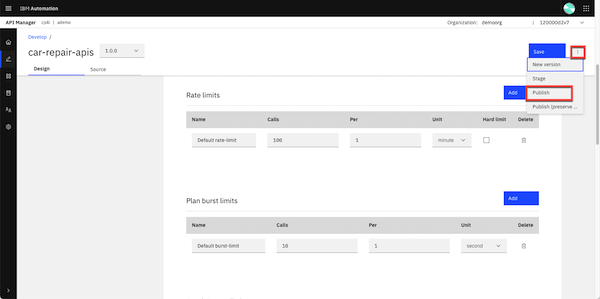 IBM Automation
API Manager cp4i / ademo Organization: demoorg 120000d2v7
Develop /
car-repair-apis 1.0.0 Save
New version
Stage
Publish
Publish (preserve ...
Design Source
Rate limits Add
Name Calls Per Unit Hard limit Delete
Default rate-limit 100 1 minute
Plan burst limits Add
Name Calls Per Unit Delete
Default burst-limit 10 1 second